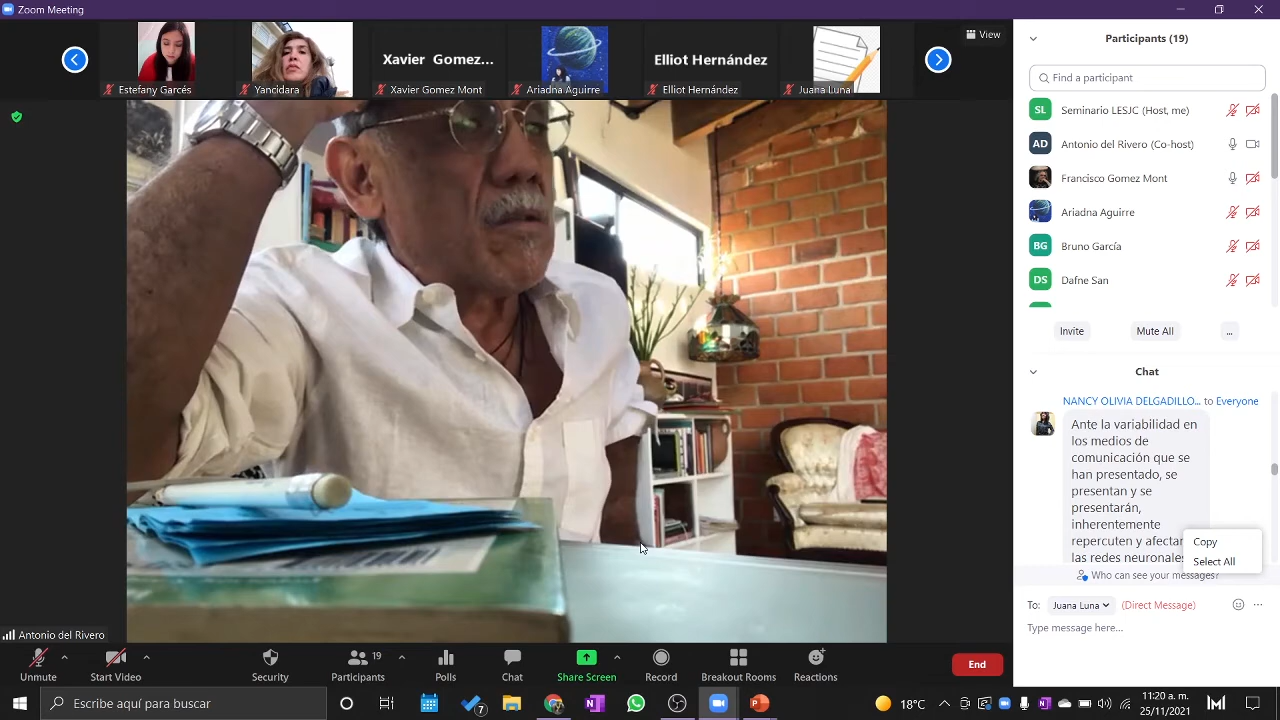 Zoom Meeting
View
Estefany Garcés
Yancidara
Xavier Gomez...
Xavier Gomez Mont
Ariadna Aguirre
Elliot Hernández
Elliot Hernández
Juana Luna
Antonio del Rivero
Participants (19)
Find a participant
SL Seminario LESJC (Host, me)
AD Antonio del Rivero (Co-host)
Francisco Gomez Mont
Ariadna Aguirre
BG Bruno García
DS Dafne San
Invite Mute All ...
Chat
NANCY OLIVIA DELGADILLO... to Everyone
Ante la variabilidad en
los medios de
comunicación que se
han presentado, se
presentan y se
presentarán,
inherentemente
repercuten y afectan
las redes neuronales
Copy
Select All
Who can see your messages?
To: Juana Luna (Direct Message)
Type message here...
Unmute
Start Video
Security
19
Participants
Polls
Chat
Share Screen
Record
Breakout Rooms
Reactions
End
Escribe aquí para buscar
7
18°C
11:20 a. m.
25/11/2021